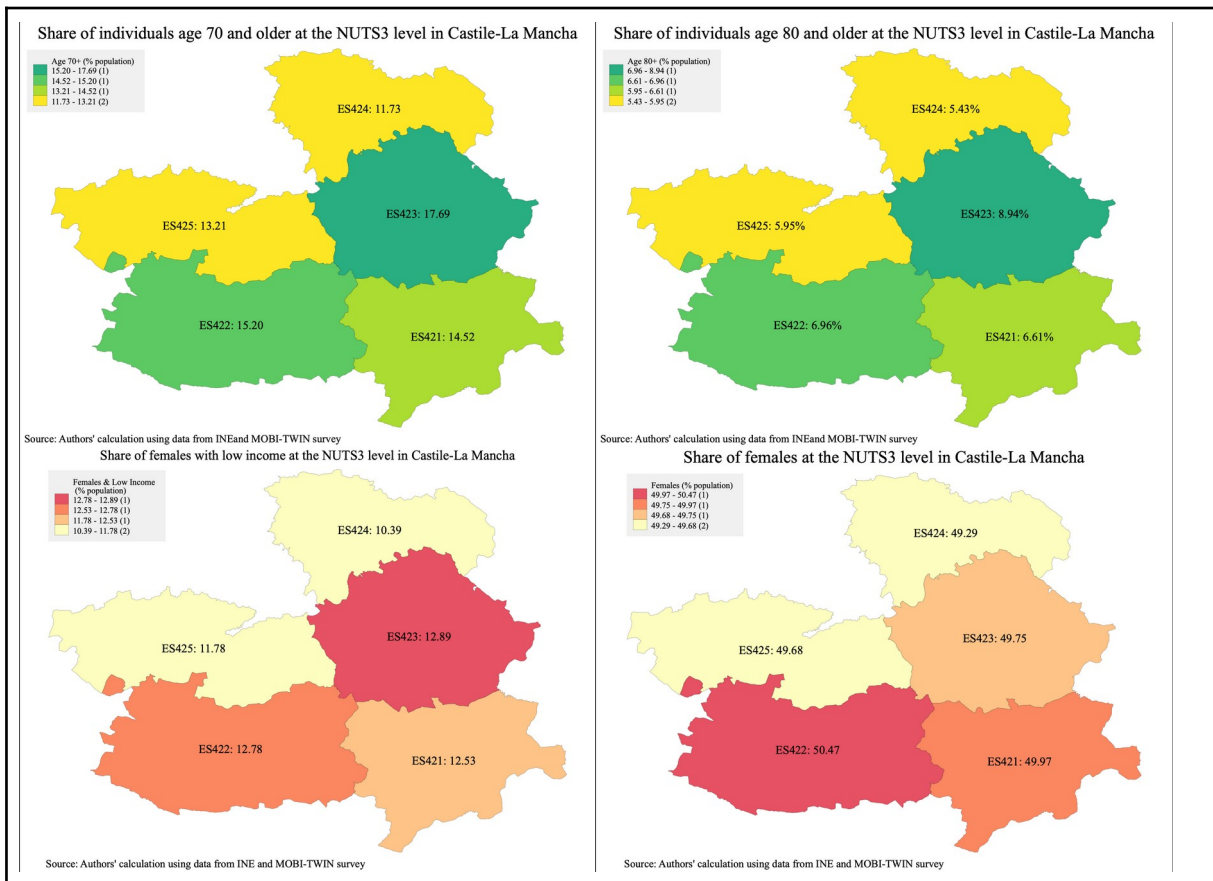 Share of individuals age 70 and older at the NUTS3 level in Castile-La Mancha
Age 70+ (% population)
15.20 - 17.69 (1)
14.52 - 15.20 (1)
13.21 - 14.52 (1)
11.73 - 13.21 (2)
ES424: 11.73
ES423: 17.69
ES425: 13.21
ES422: 15.20
ES421: 14.52
Source: Authors' calculation using data from INEand MOBI-TWIN survey
Share of individuals age 80 and older at the NUTS3 level in Castile-La Mancha
Age 80+ (% population)
6.96 - 8.94 (1)
6.61 - 6.96 (1)
5.95 - 6.61 (1)
5.43 - 5.95 (2)
ES424: 5.43%
ES423: 8.94%
ES425: 5.95%
ES422: 6.96%
ES421: 6.61%
Source: Authors' calculation using data from INEand MOBI-TWIN survey
Share of females with low income at the NUTS3 level in Castile-La Mancha
Females & Low Income
(% population)
12.78 - 12.89 (1)
12.53 - 12.78 (1)
11.78 - 12.53 (1)
10.39 - 11.78 (2)
ES424: 10.39
ES423: 12.89
ES425: 11.78
ES422: 12.78
ES421: 12.53
Source: Authors' calculation using data from INE and MOBI-TWIN survey
Share of females at the NUTS3 level in Castile-La Mancha
Females (% population)
49.97 - 50.47 (1)
49.75 - 49.97 (1)
49.68 - 49.75 (1)
49.29 - 49.68 (2)
ES424: 49.29
ES423: 49.75
ES425: 49.68
ES422: 50.47
ES421: 49.97
Source: Authors' calculation using data from INE and MOBI-TWIN survey